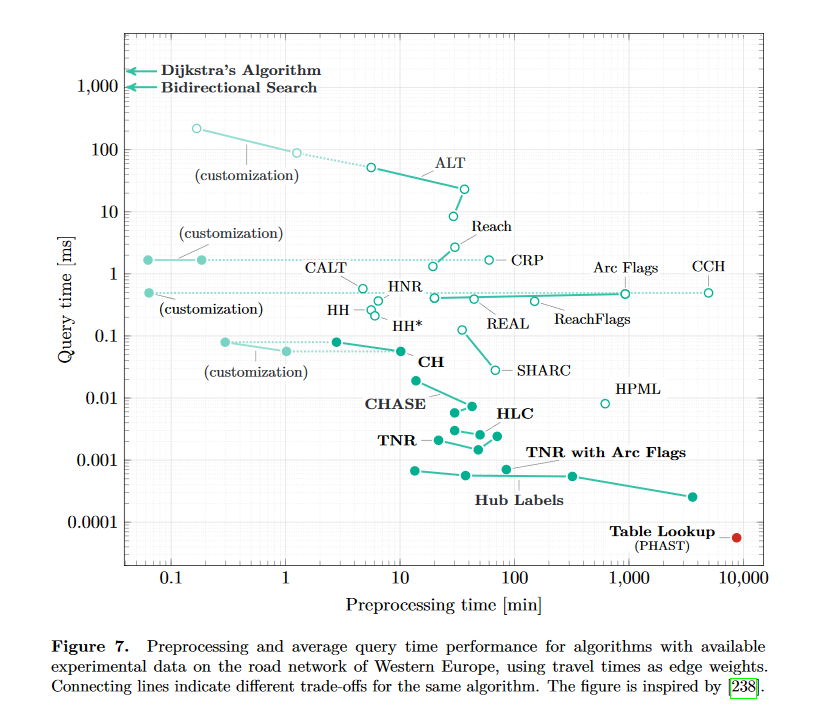 Dijkstra's Algorithm
Bidirectional Search
1,000
100
10
1
0.1
0.01
0.001
0.0001
Query time [ms]
(customization)
ALT
(customization)
Reach
CRP
CALT
Arc Flags
CCH
HNR
(customization)
HH
HH*
REAL
ReachFlags
CH
(customization)
SHARC
HPML
CHASE
HLC
TNR
TNR with Arc Flags
Hub Labels
Table Lookup
(PHAST)
0.1
1
10
100
1,000
10,000
Preprocessing time [min]
Figure 7. Preprocessing and average query time performance for algorithms with available
experimental data on the road network of Western Europe, using travel times as edge weights.
Connecting lines indicate different trade-offs for the same algorithm. The figure is inspired by [238].